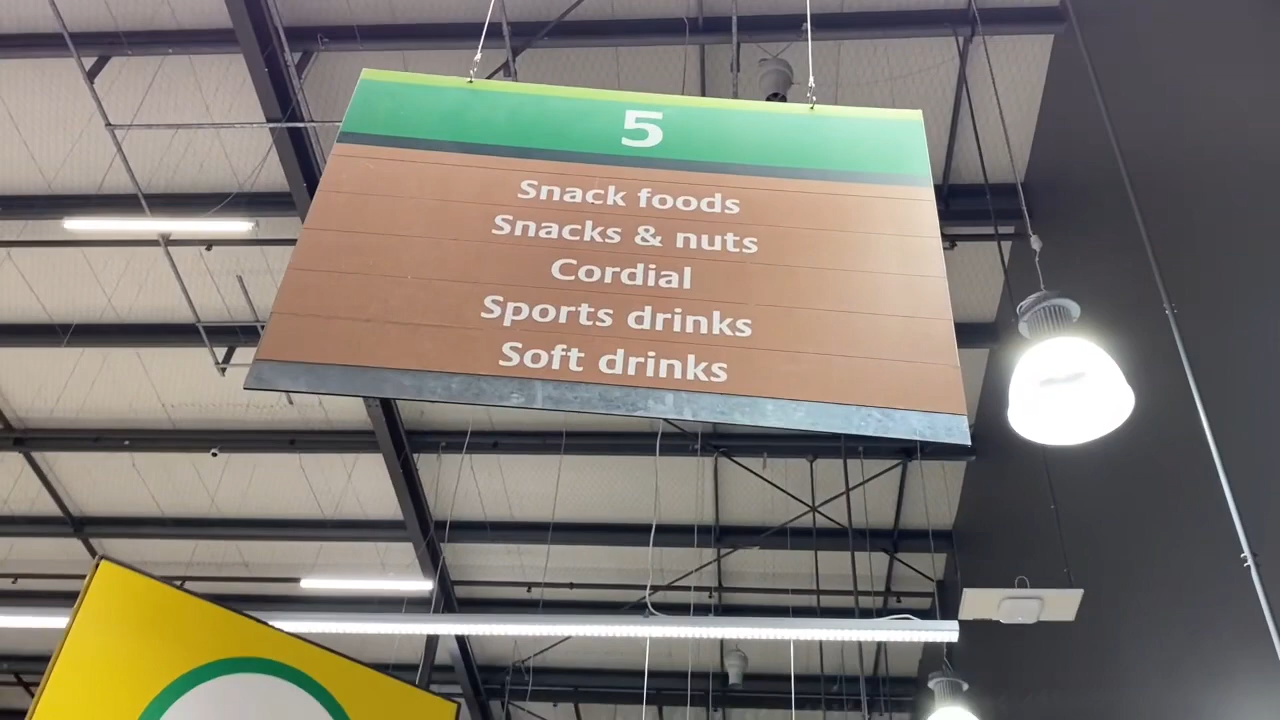 5
Snack foods
Snacks & nuts
Cordial
Sports drinks
Soft drinks